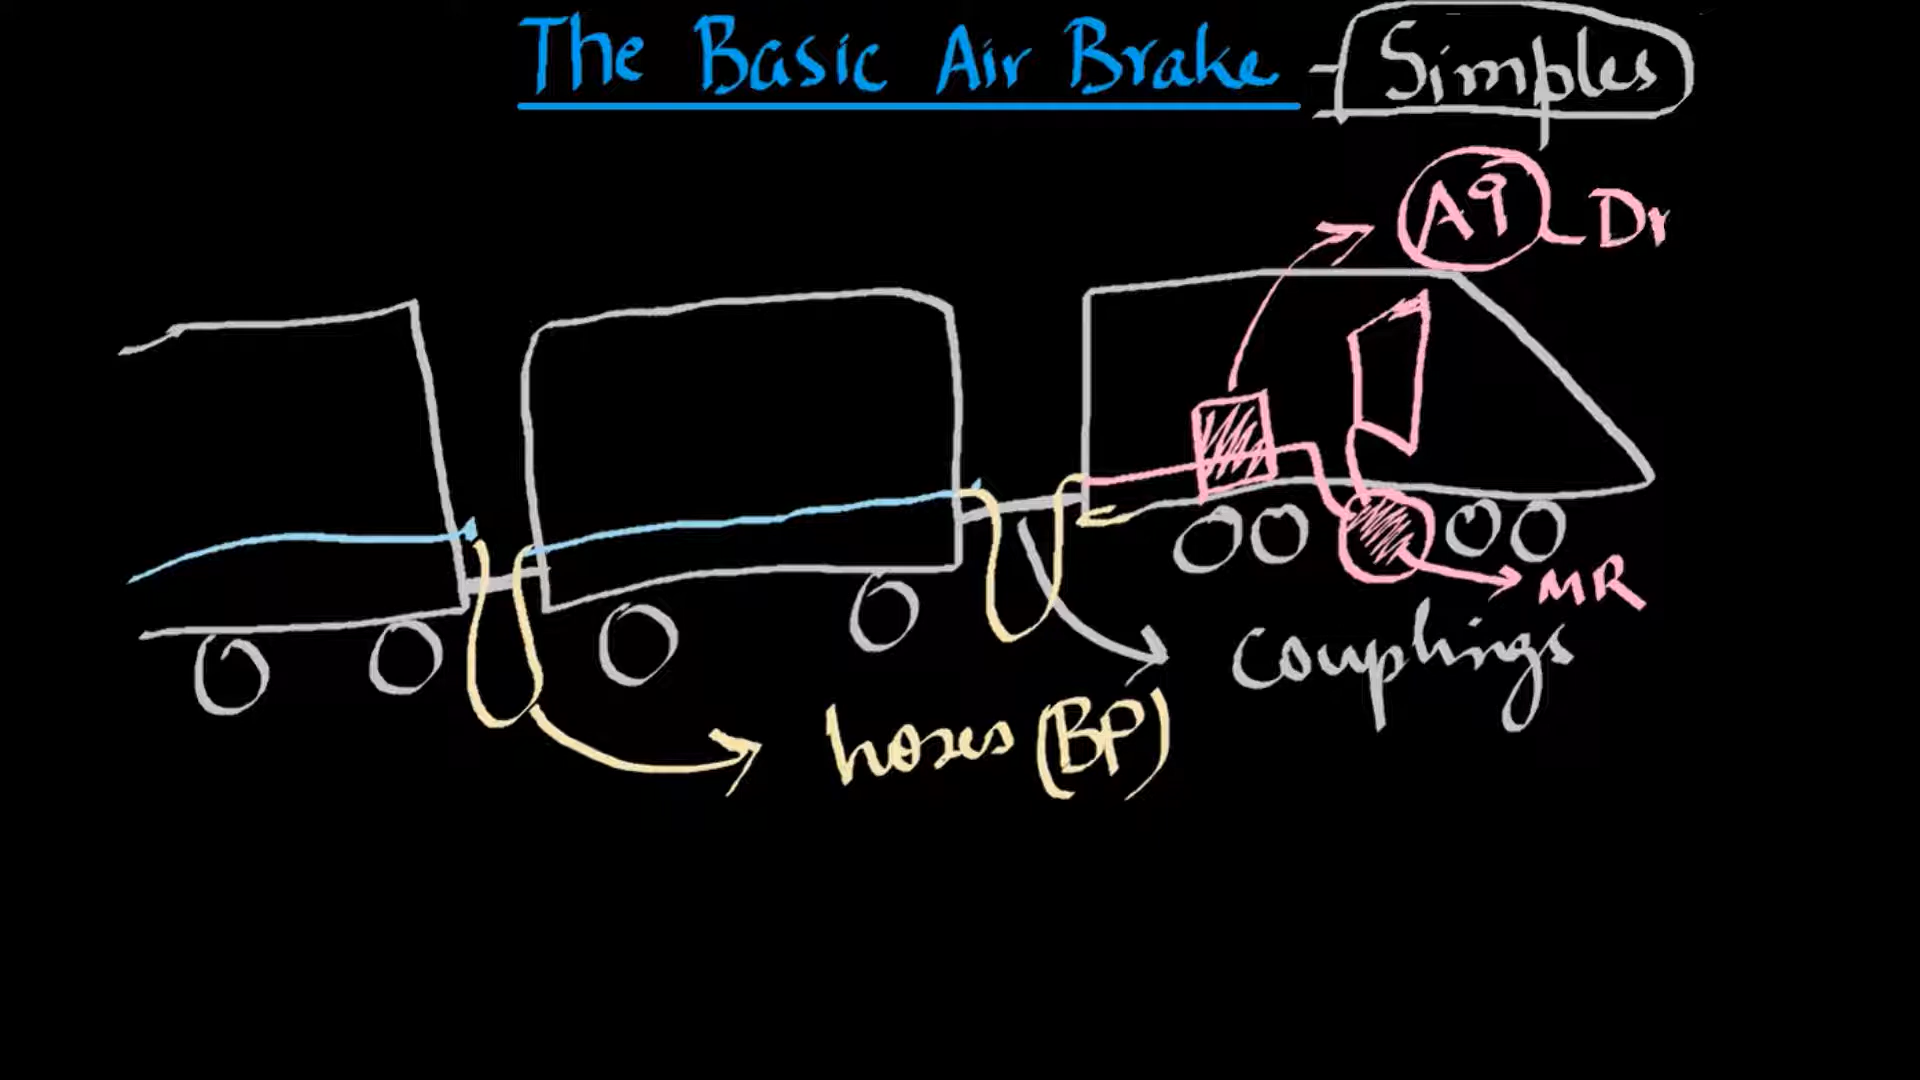 The Basic Air Brake - Simples
A9 - Dr
MR
couplings
hoses (BP)